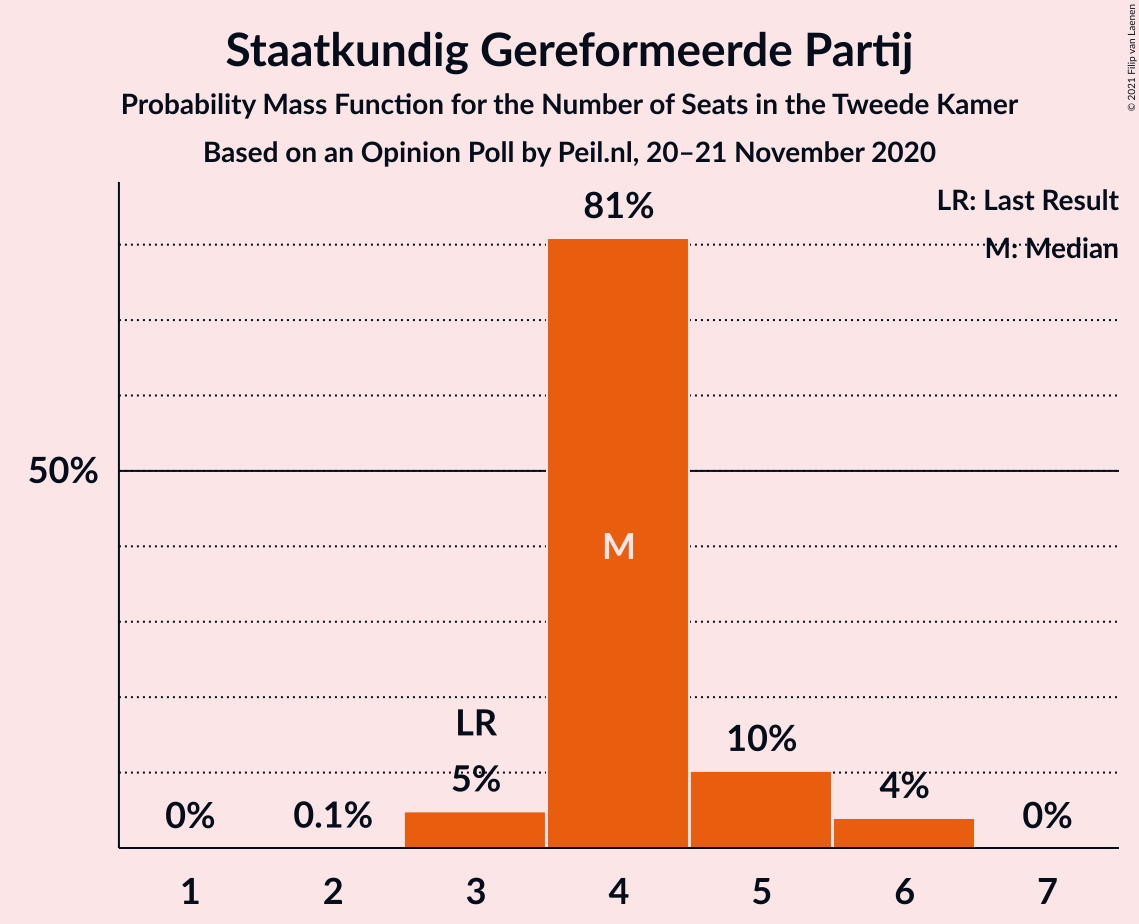 Staatkundig Gereformeerde Partij
Probability Mass Function for the Number of Seats in the Tweede Kamer
Based on an Opinion Poll by Peil.nl, 20–21 November 2020
© 2021 Filip van Laenen
LR: Last Result
M: Median
81%
50%
M
LR
10%
5%
4%
0%
0.1%
0%
1 2 3 4 5 6 7